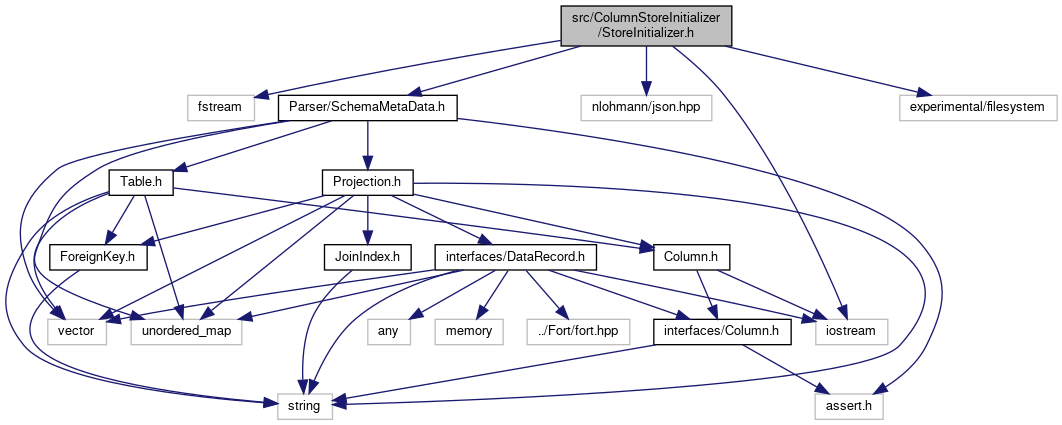 src/ColumnStoreInitializer
/StoreInitializer.h
fstream
Parser/SchemaMetaData.h
nlohmann/json.hpp
experimental/filesystem
Table.h
Projection.h
ForeignKey.h
JoinIndex.h
interfaces/DataRecord.h
Column.h
vector
unordered_map
any
memory
../Fort/fort.hpp
interfaces/Column.h
iostream
string
assert.h